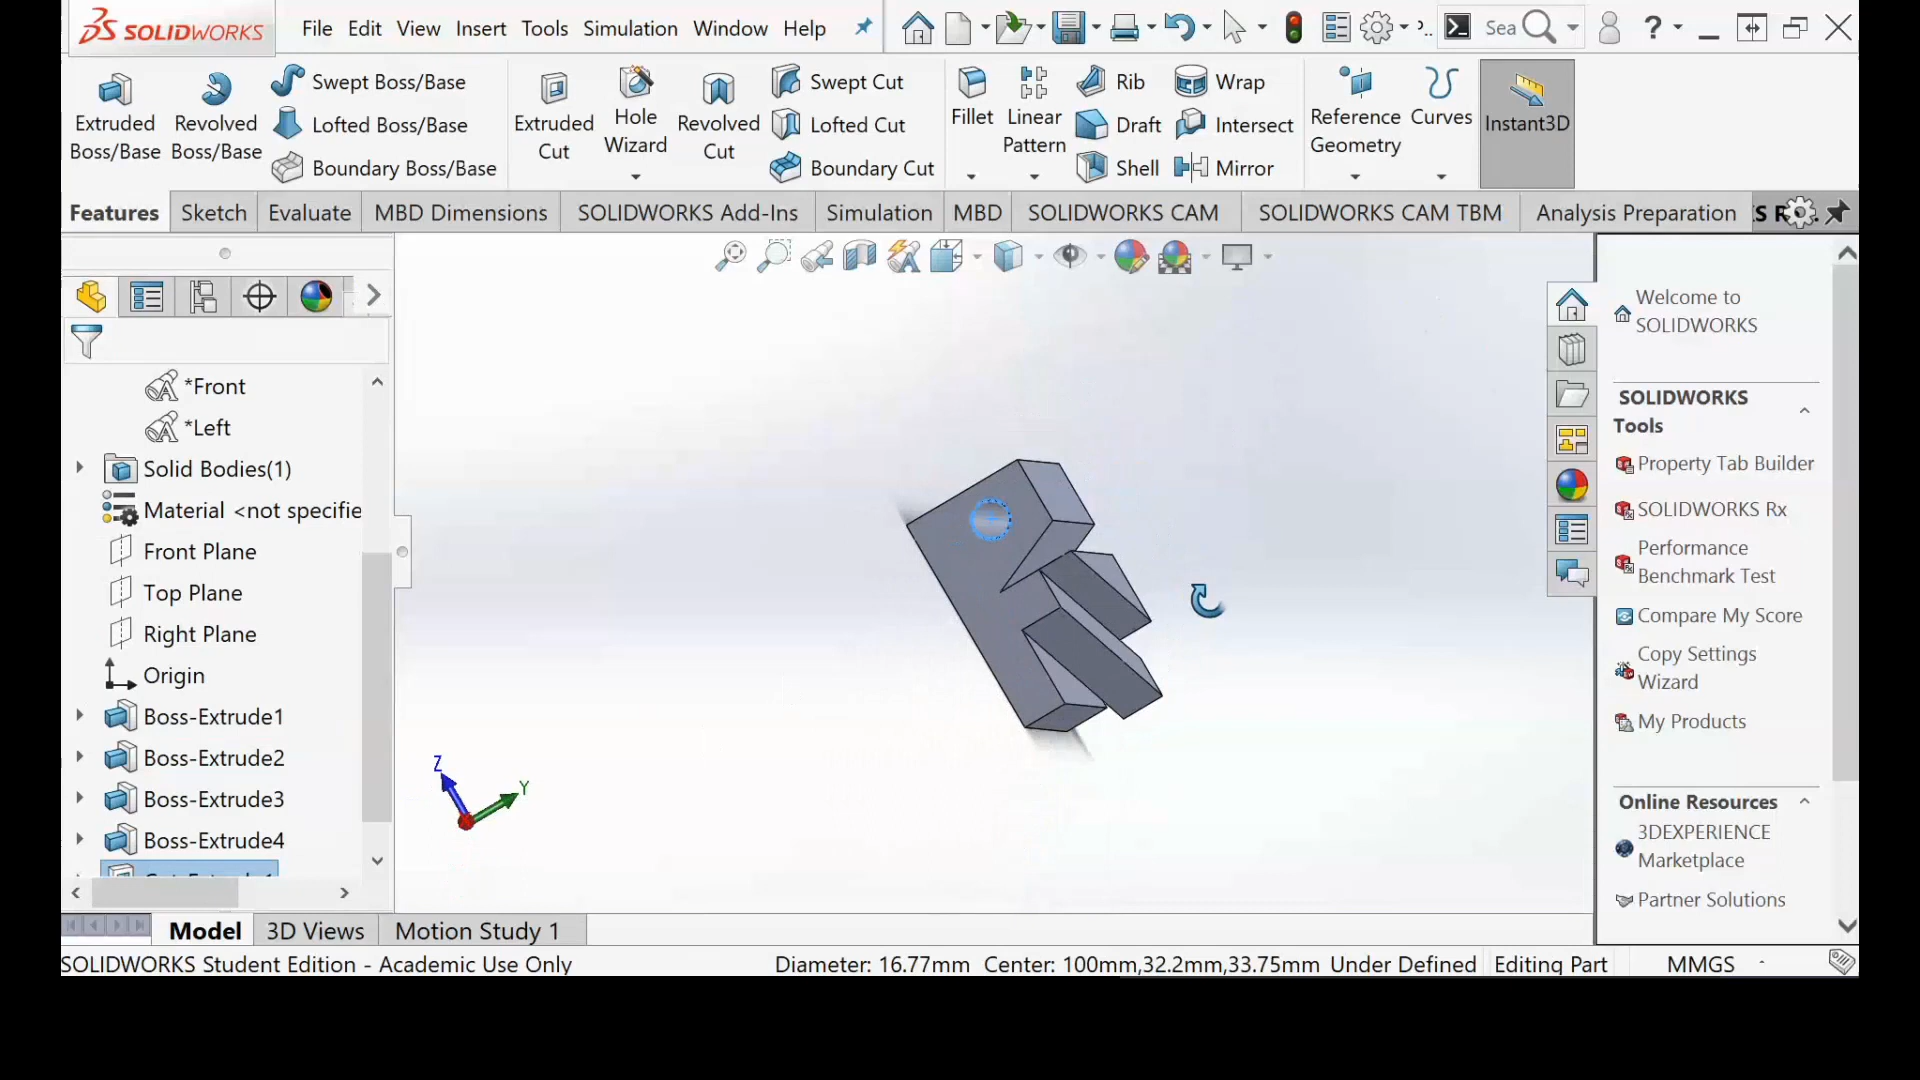 SOLIDWORKS File Edit View Insert Tools Simulation Window Help Sea ?
Swept Boss/Base
Lofted Boss/Base
Boundary Boss/Base
Extruded Boss/Base
Revolved Boss/Base
Extruded Cut
Hole Wizard
Revolved Cut
Swept Cut
Lofted Cut
Boundary Cut
Fillet
Linear Pattern
Rib
Draft
Shell
Wrap
Intersect
Mirror
Reference Geometry
Curves
Instant3D
Features Sketch Evaluate MBD Dimensions SOLIDWORKS Add-Ins Simulation MBD SOLIDWORKS CAM SOLIDWORKS CAM TBM Analysis Preparation
*Front
*Left
Solid Bodies(1)
Material <not specifie
Front Plane
Top Plane
Right Plane
Origin
Boss-Extrude1
Boss-Extrude2
Boss-Extrude3
Boss-Extrude4
Z
Y
Welcome to
SOLIDWORKS
SOLIDWORKS
Tools
Property Tab Builder
SOLIDWORKS Rx
Performance
Benchmark Test
Compare My Score
Copy Settings
Wizard
My Products
Online Resources
3DEXPERIENCE
Marketplace
Partner Solutions
Model 3D Views Motion Study 1
SOLIDWORKS Student Edition - Academic Use Only Diameter: 16.77mm Center: 100mm,32.2mm,33.75mm Under Defined Editing Part MMGS